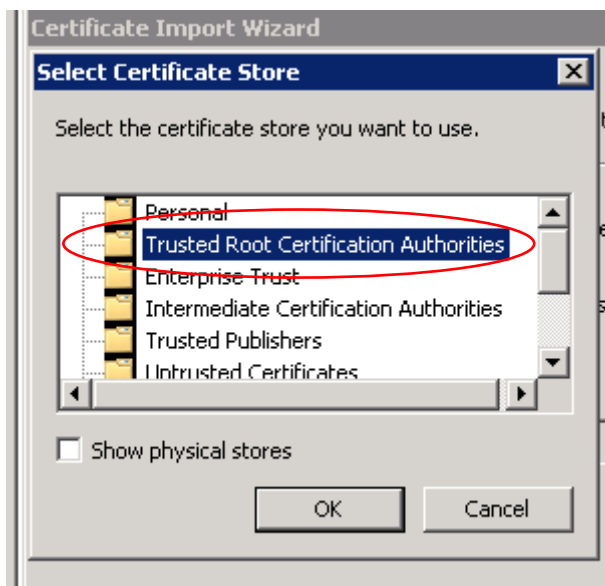 Certificate Import Wizard
Select Certificate Store
Select the certificate store you want to use.
Personal
Trusted Root Certification Authorities
Enterprise Trust
Intermediate Certification Authorities
Trusted Publishers
Untrusted Certificates
Show physical stores
OK Cancel